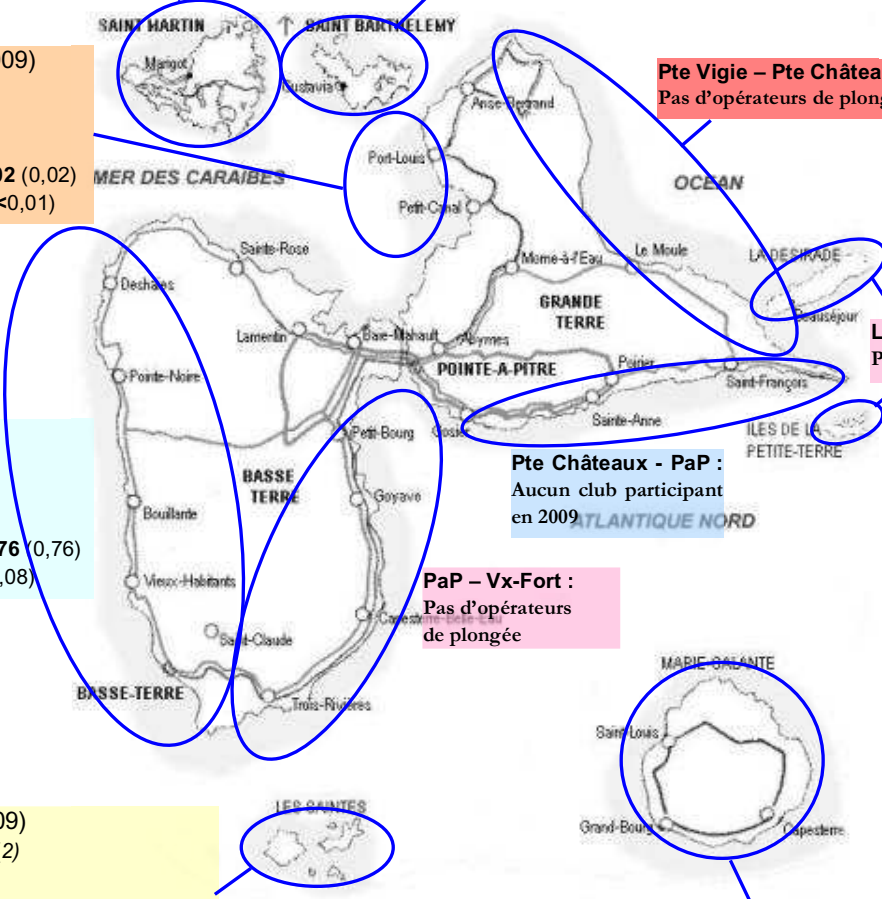 SAINT MARTIN
SAINT BARTHELEMY
Marigot
Gustavia
009)
Pte Vigie – Pte Châtea
Pas d'opérateurs de plong
Anse-Bertrand
Port-Louis
02 (0,02)
<0,01)
MER DES CARAIBES
OCEAN
Petit-Canal
Sainte-Rose
Morne-à-l'Eau
Le Moule
LA DESIRADE
Deshaies
GRANDE
TERRE
Beauséjour
Lamentin
Baie-Mahault
Abymes
L
P
POINTE-A-PITRE
Pointe-Noire
Saint-François
Petit-Bourg
Gosier
Sainte-Anne
ILES DE LA
PETITE-TERRE
Pte Châteaux - PaP :
Aucun club participant
en 2009
ATLANTIQUE NORD
BASSE
TERRE
Goyave
Bouillante
76 (0,76)
,08)
Vieux-Habitants
PaP – Vx-Fort :
Pas d'opérateurs
de plongée
Capesterre-Belle-Eau
Saint-Claude
BASSE-TERRE
Trois-Rivières
MARIE GALANTE
Saint-Louis
Grand-Bourg
Capesterre
LES SAINTES
09)
2)